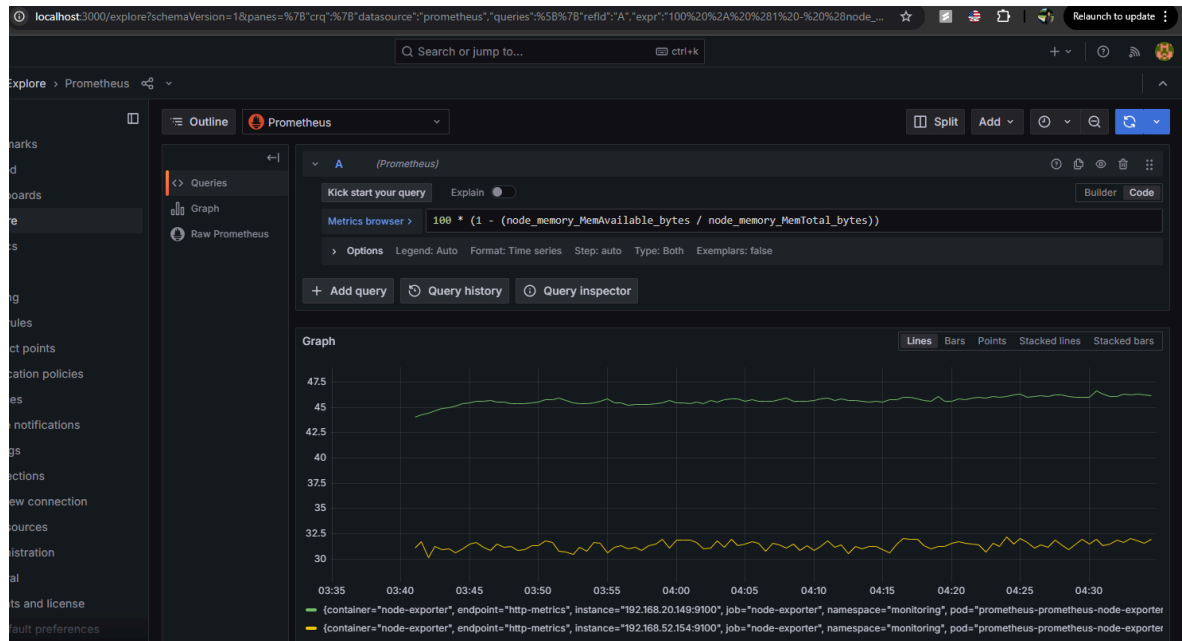 localhost:3000/explore?schemaVersion=1&panes=%7B"crq":%7B"datasource":"prometheus","queries":%5B%7B"refId":"A","expr":"100%20%2A%20%281%20-%20%28node_...
Relaunch to update
Search or jump to...
ctrl+k
Explore > Prometheus
Outline
Prometheus
Split
Add
marks
d
boards
re
cs
ng
rules
ct points
cation policies
es
e notifications
gs
ections
ew connection
sources
nistration
ral
ts and license
fault preferences
Queries
Graph
Raw Prometheus
A (Prometheus)
Kick start your query Explain
Builder Code
Metrics browser > 100 * (1 - (node_memory_MemAvailable_bytes / node_memory_MemTotal_bytes))
> Options Legend: Auto Format: Time series Step: auto Type: Both Exemplars: false
+ Add query Query history Query inspector
Graph
Lines Bars Points Stacked lines Stacked bars
47.5
45
42.5
40
37.5
35
32.5
30
03:35 03:40 03:45 03:50 03:55 04:00 04:05 04:10 04:15 04:20 04:25 04:30
{container="node-exporter", endpoint="http-metrics", instance="192.168.20.149:9100", job="node-exporter", namespace="monitoring", pod="prometheus-prometheus-node-exporter
{container="node-exporter", endpoint="http-metrics", instance="192.168.52.154:9100", job="node-exporter", namespace="monitoring", pod="prometheus-prometheus-node-exporter